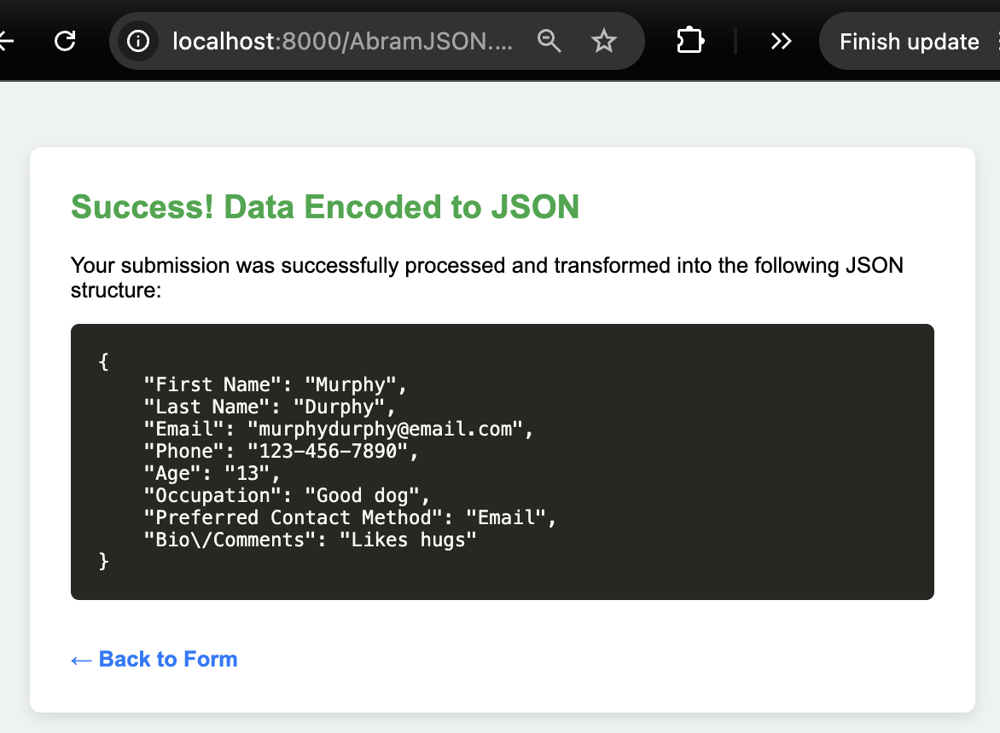 localhost:8000/AbramJSON....
Finish update
Success! Data Encoded to JSON
Your submission was successfully processed and transformed into the following JSON
structure:
{
    "First Name": "Murphy",
    "Last Name": "Durphy",
    "Email": "murphydurphy@email.com",
    "Phone": "123-456-7890",
    "Age": "13",
    "Occupation": "Good dog",
    "Preferred Contact Method": "Email",
    "Bio\/Comments": "Likes hugs"
}
← Back to Form